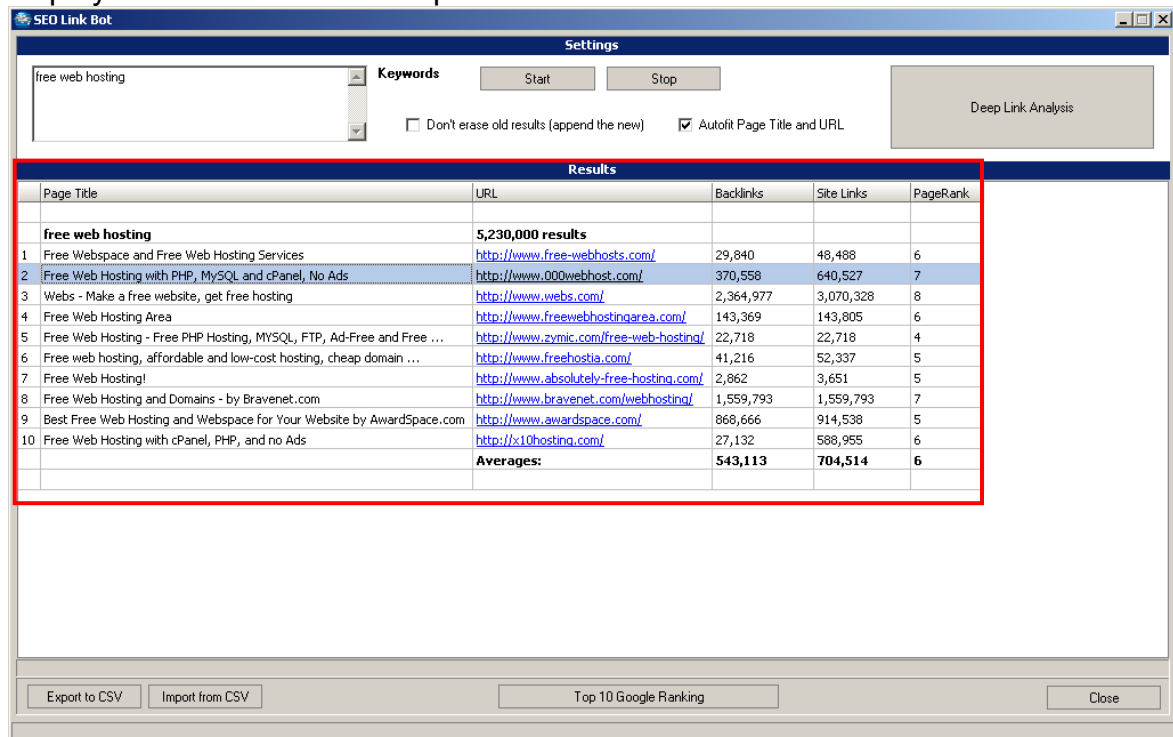 SEO Link Bot
Settings
free web hosting
Keywords
Start
Stop
Deep Link Analysis
Don't erase old results (append the new)
Autofit Page Title and URL
Results
Page Title URL Backlinks Site Links PageRank
free web hosting 5,230,000 results
1 Free Webspace and Free Web Hosting Services http://www.free-webhosts.com/ 29,840 48,488 6
2 Free Web Hosting with PHP, MySQL and cPanel, No Ads http://www.000webhost.com/ 370,558 640,527 7
3 Webs - Make a free website, get free hosting http://www.webs.com/ 2,364,977 3,070,328 8
4 Free Web Hosting Area http://www.freewebhostingarea.com/ 143,369 143,805 6
5 Free Web Hosting - Free PHP Hosting, MYSQL, FTP, Ad-Free and Free ... http://www.zymic.com/free-web-hosting/ 22,718 22,718 4
6 Free web hosting, affordable and low-cost hosting, cheap domain ... http://www.freehostia.com/ 41,216 52,337 5
7 Free Web Hosting! http://www.absolutely-free-hosting.com/ 2,862 3,651 5
8 Free Web Hosting and Domains - by Bravenet.com http://www.bravenet.com/webhosting/ 1,559,793 1,559,793 7
9 Best Free Web Hosting and Webspace for Your Website by AwardSpace.com http://www.awardspace.com/ 868,666 914,538 5
10 Free Web Hosting with cPanel, PHP, and no Ads http://x10hosting.com/ 27,132 588,955 6
Averages: 543,113 704,514 6
Export to CSV
Import from CSV
Top 10 Google Ranking
Close